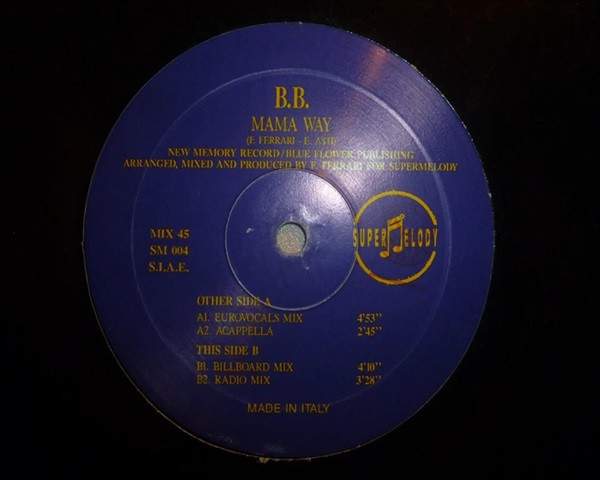 B.B.
MAMA WAY
(F. FERRARI - E. ASTI)
NEW MEMORY RECORD/BLUE FLOWER PUBLISHING
ARRANGED, MIXED AND PRODUCED BY F. FERRARI FOR SUPERMELODY
MIX 45
SM 004
S.I.A.E.
SUPER MELODY
OTHER SIDE A
A1. EUROVOCALS MIX 4'53"
A2. ACAPPELLA 2'45"
THIS SIDE B
B1. BILLBOARD MIX 4'10"
B2. RADIO MIX 3'28"
MADE IN ITALY